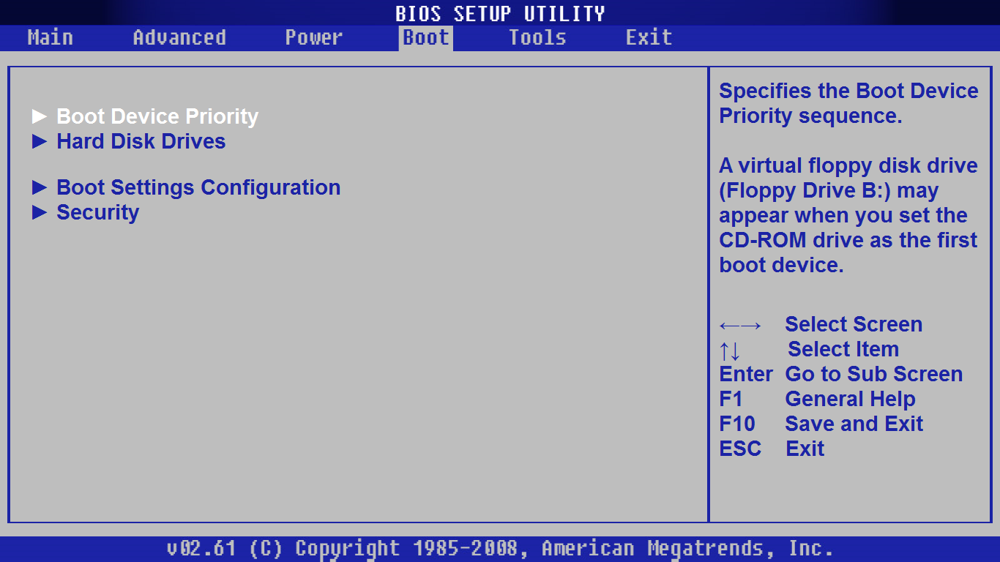 BIOS SETUP UTILITY
Main Advanced Power Boot Tools Exit
► Boot Device Priority
► Hard Disk Drives
► Boot Settings Configuration
► Security
Specifies the Boot Device
Priority sequence.
A virtual floppy disk drive
(Floppy Drive B:) may
appear when you set the
CD-ROM drive as the first
boot device.
←→ Select Screen
↑↓ Select Item
Enter Go to Sub Screen
F1 General Help
F10 Save and Exit
ESC Exit
v02.61 (C) Copyright 1985-2008, American Megatrends, Inc.